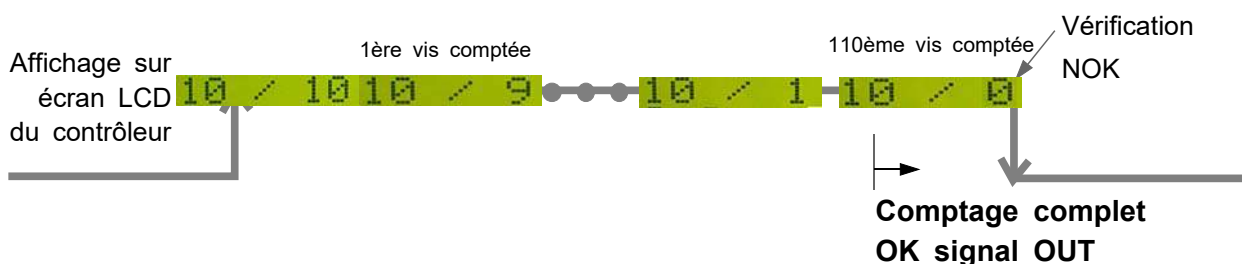 Affichage sur
écran LCD
du contrôleur
10 / 10
1ère vis comptée
10 / 9
10 / 1
110ème vis comptée
10 / 0
Vérification
NOK
Comptage complet
OK signal OUT